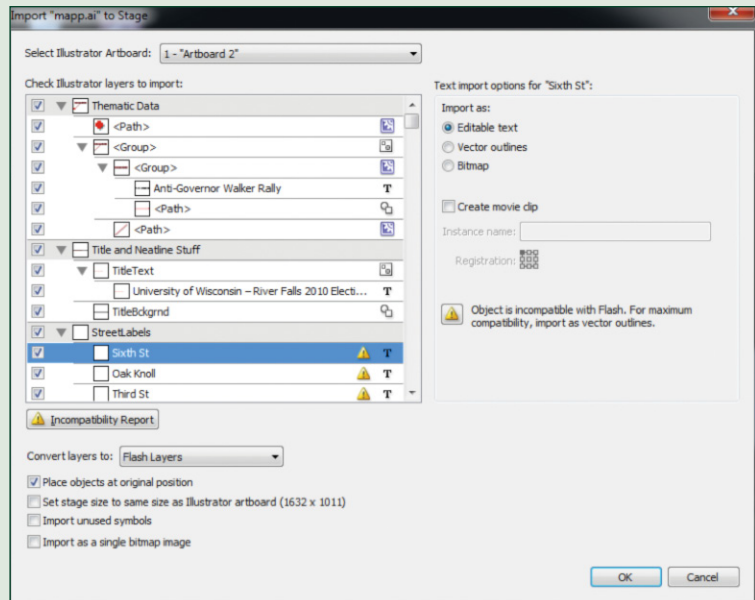 Import "mapp.ai" to Stage
Select Illustrator Artboard: 1 - "Artboard 2"
Check Illustrator layers to import:
Thematic Data
<Path>
<Group>
<Group>
Anti-Governor Walker Rally T
<Path>
<Path>
Title and Neatline Stuff
TitleText
University of Wisconsin – River Falls 2010 Electi... T
TitleBckgrnd
StreetLabels
Sixth St T
Oak Knoll T
Third St T
Incompatibility Report
Convert layers to: Flash Layers
Place objects at original position
Set stage size to same size as Illustrator artboard (1632 x 1011)
Import unused symbols
Import as a single bitmap image
Text import options for "Sixth St":
Import as:
Editable text
Vector outlines
Bitmap
Create movie clip
Instance name:
Registration:
Object is incompatible with Flash. For maximum
compatibility, import as vector outlines.
OK Cancel